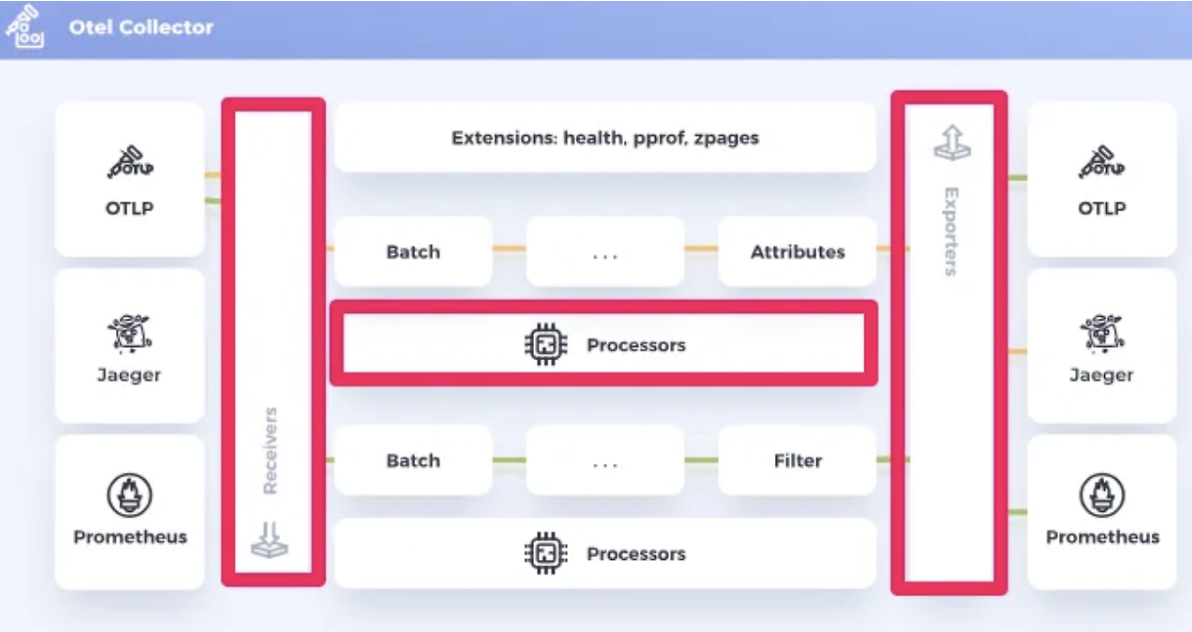 Otel Collector
OTLP
OTLP
Jaeger
Prometheus
Receivers
Extensions: health, pprof, zpages
Batch
...
Attributes
Processors
Batch
...
Filter
Processors
Exporters
OTLP
OTLP
Jaeger
Prometheus